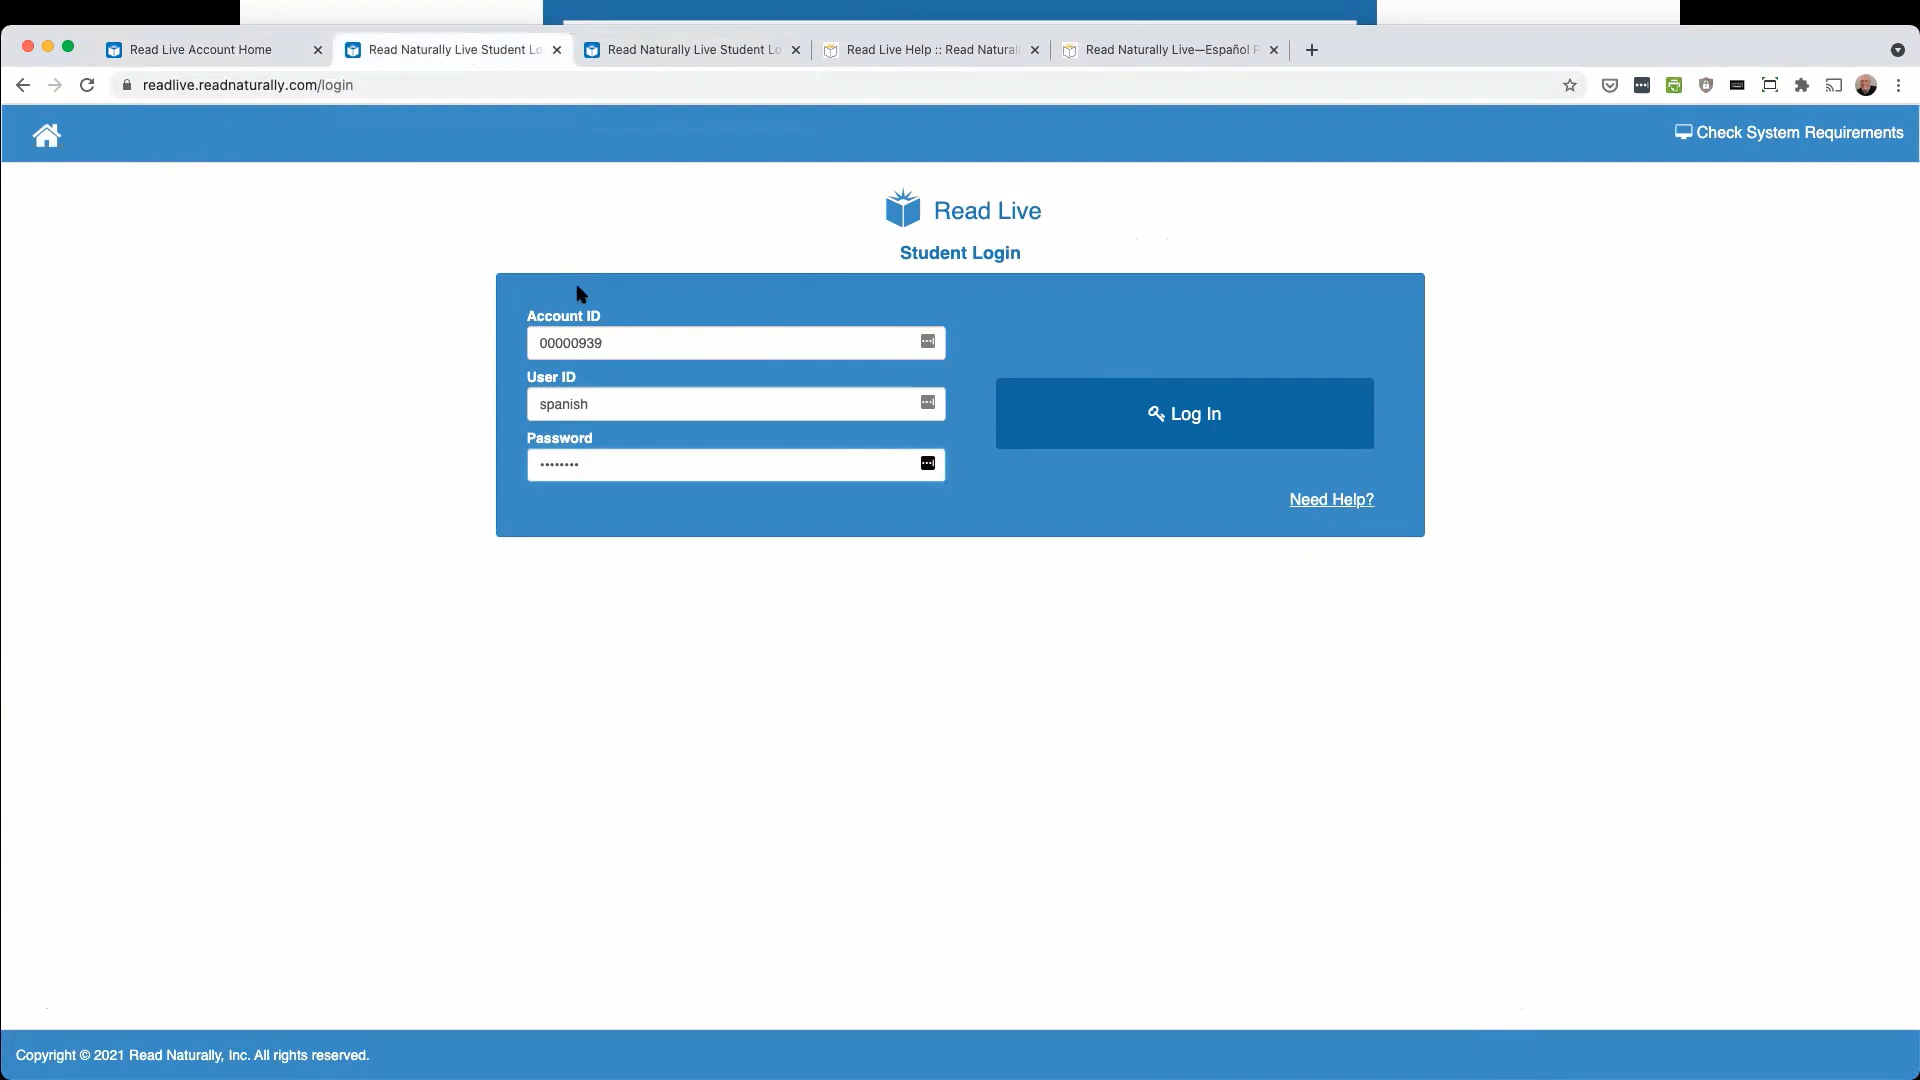 Read Live Account Home
Read Naturally Live Student Lo
Read Naturally Live Student Lo
Read Live Help :: Read Natural
Read Naturally Live—Español P
readlive.readnaturally.com/login
Check System Requirements
Read Live
Student Login
Account ID
00000939
User ID
spanish
Log In
Password
••••••••
Need Help?
Copyright © 2021 Read Naturally, Inc. All rights reserved.